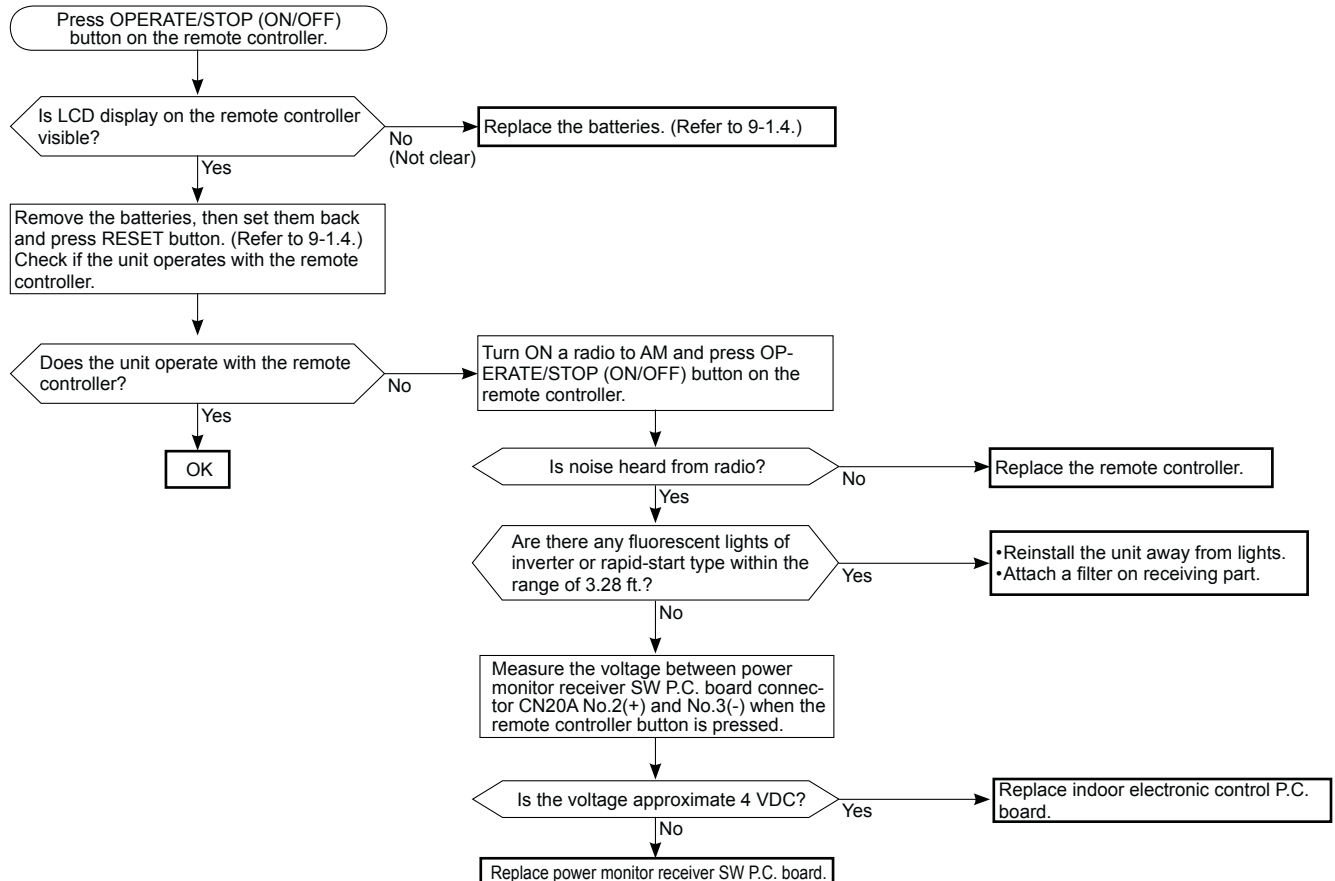 Press OPERATE/STOP (ON/OFF)
button on the remote controller.
Is LCD display on the remote controller
visible?
No
(Not clear)
Replace the batteries. (Refer to 9-1.4.)
Yes
Remove the batteries, then set them back
and press RESET button. (Refer to 9-1.4.)
Check if the unit operates with the remote
controller.
Does the unit operate with the remote
controller?
No
Yes
OK
Turn ON a radio to AM and press OP-
ERATE/STOP (ON/OFF) button on the
remote controller.
Is noise heard from radio?
No
Replace the remote controller.
Yes
Are there any fluorescent lights of
inverter or rapid-start type within the
range of 3.28 ft.?
Yes
•Reinstall the unit away from lights.
•Attach a filter on receiving part.
No
Measure the voltage between power
monitor receiver SW P.C. board connec-
tor CN20A No.2(+) and No.3(-) when the
remote controller button is pressed.
Is the voltage approximate 4 VDC?
Yes
Replace indoor electronic control P.C.
board.
No
Replace power monitor receiver SW P.C. board.